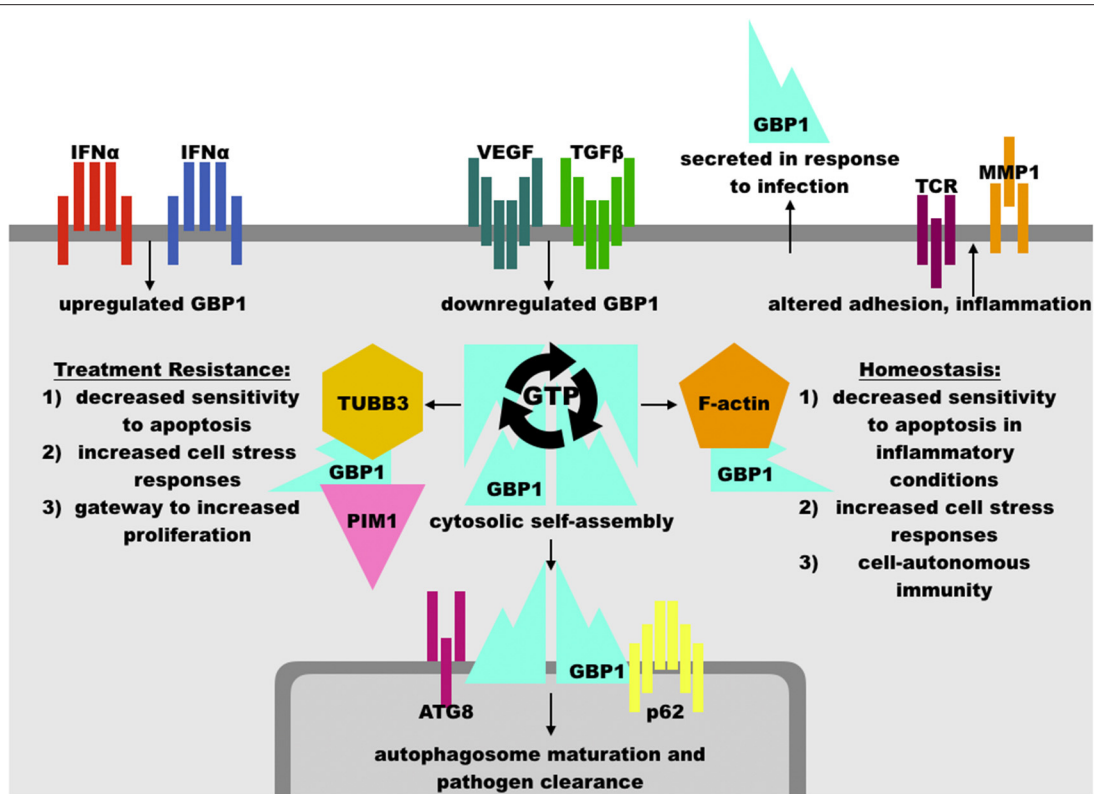 GBP1
secreted in response
to infection
IFNα
IFNα
VEGF
TGFβ
TCR
MMP1
upregulated GBP1
downregulated GBP1
altered adhesion, inflammation
Treatment Resistance:
1) decreased sensitivity
to apoptosis
2) increased cell stress
responses
3) gateway to increased
proliferation
TUBB3
GBP1
PIM1
GTP
GBP1
cytosolic self-assembly
F-actin
GBP1
Homeostasis:
1) decreased sensitivity
to apoptosis in
inflammatory
conditions
2) increased cell stress
responses
3) cell-autonomous
immunity
ATG8
GBP1
p62
autophagosome maturation and
pathogen clearance